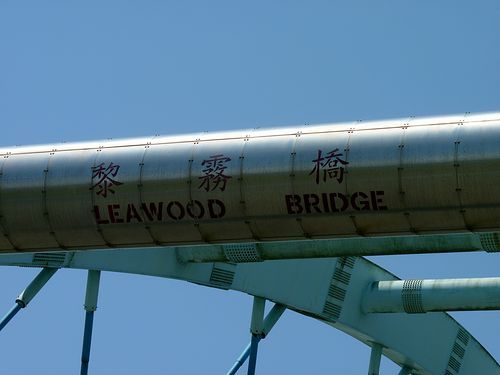 黎霧 橋
LEAWOOD BRIDGE